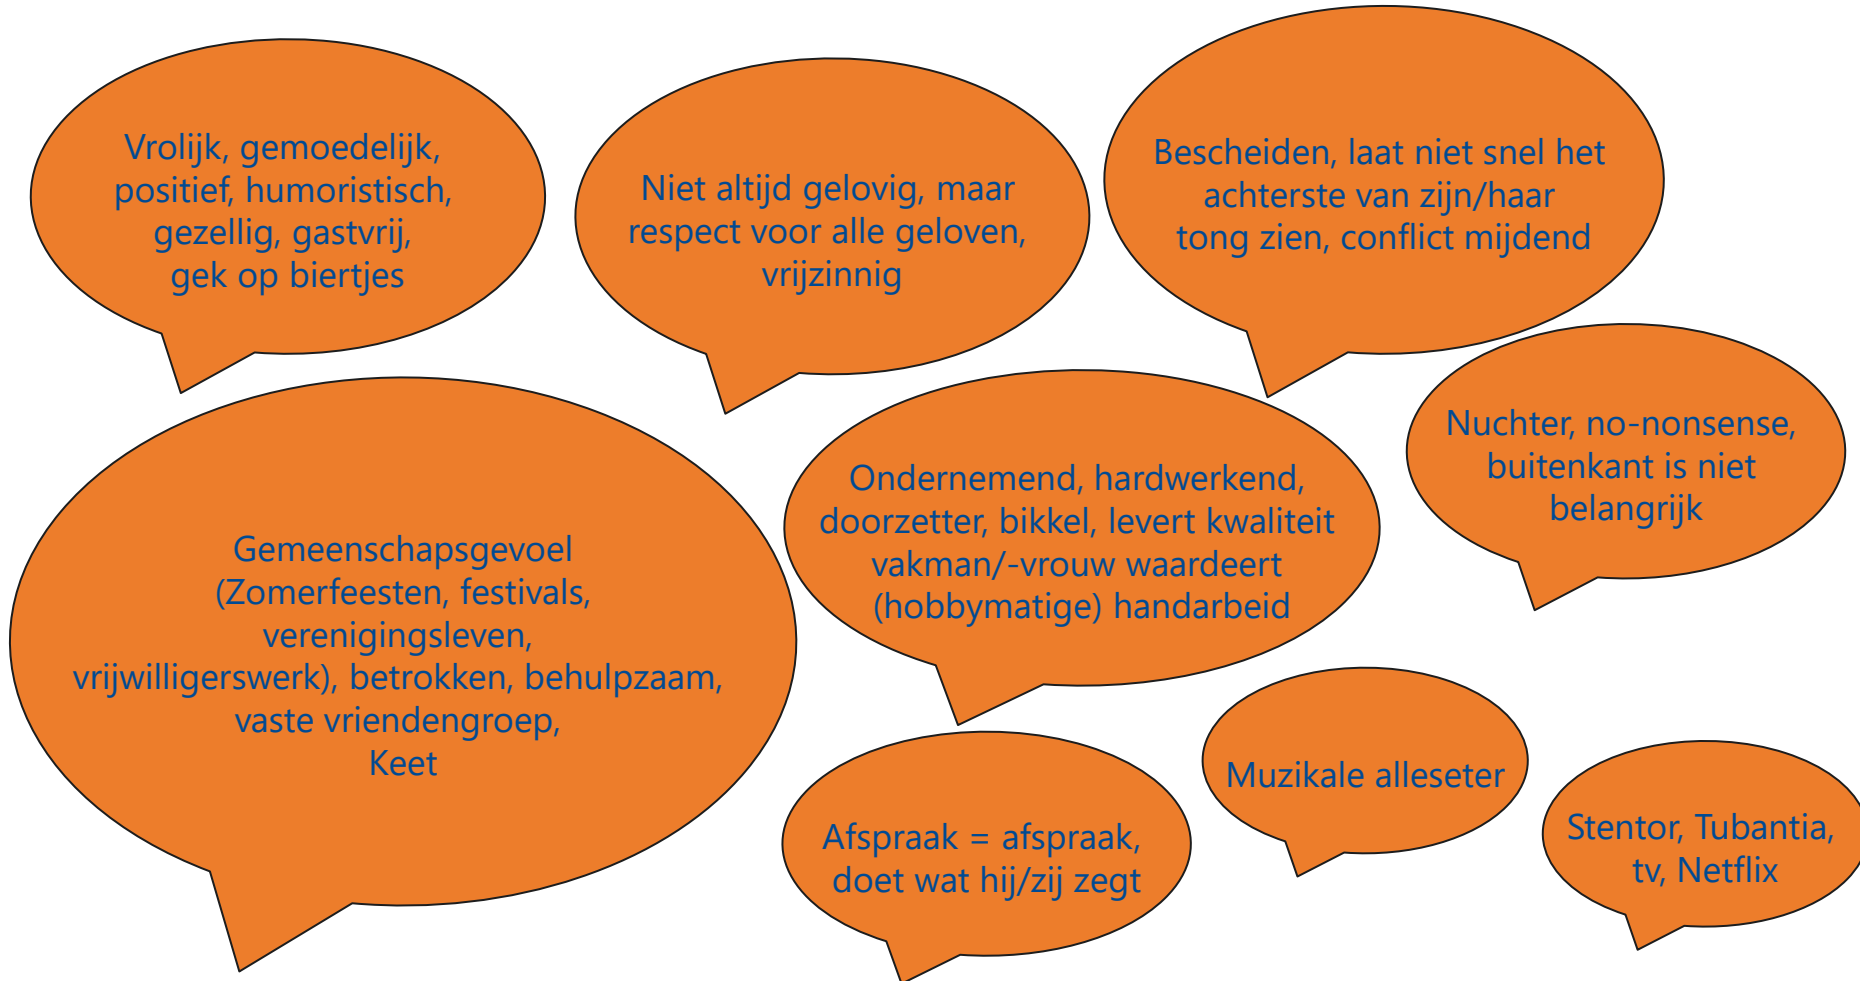 Vrolijk, gemoedelijk,
positief, humoristisch,
gezellig, gastvrij,
gek op biertjes
Niet altijd gelovig, maar
respect voor alle geloven,
vrijzinnig
Bescheiden, laat niet snel het
achterste van zijn/haar
tong zien, conflict mijdend
Nuchter, no-nonsense,
buitenkant is niet
belangrijk
Gemeenschapsgevoel
(Zomerfeesten, festivals,
verenigingsleven,
vrijwilligerswerk), betrokken, behulpzaam,
vaste vriendengroep,
Keet
Ondernemend, hardwerkend,
doorzetter, bikkel, levert kwaliteit
vakman/-vrouw waardeert
(hobbymatige) handarbeid
Afspraak = afspraak,
doet wat hij/zij zegt
Muzikale alleseter
Stentor, Tubantia,
tv, Netflix